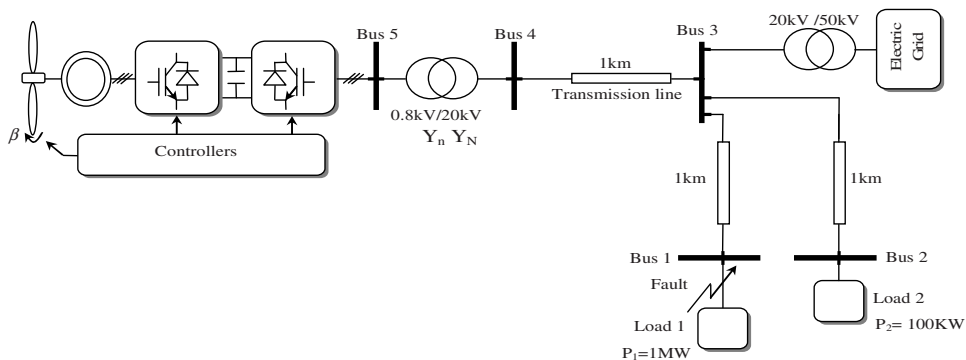 Bus 5
Bus 4
Bus 3
20kV /50kV
Electric
Grid
1km
Transmission line
0.8kV/20kV
Yₙ Y_N
β
Controllers
1km
1km
Bus 1
Bus 2
Fault
Load 1
P₁=1MW
Load 2
P₂= 100KW